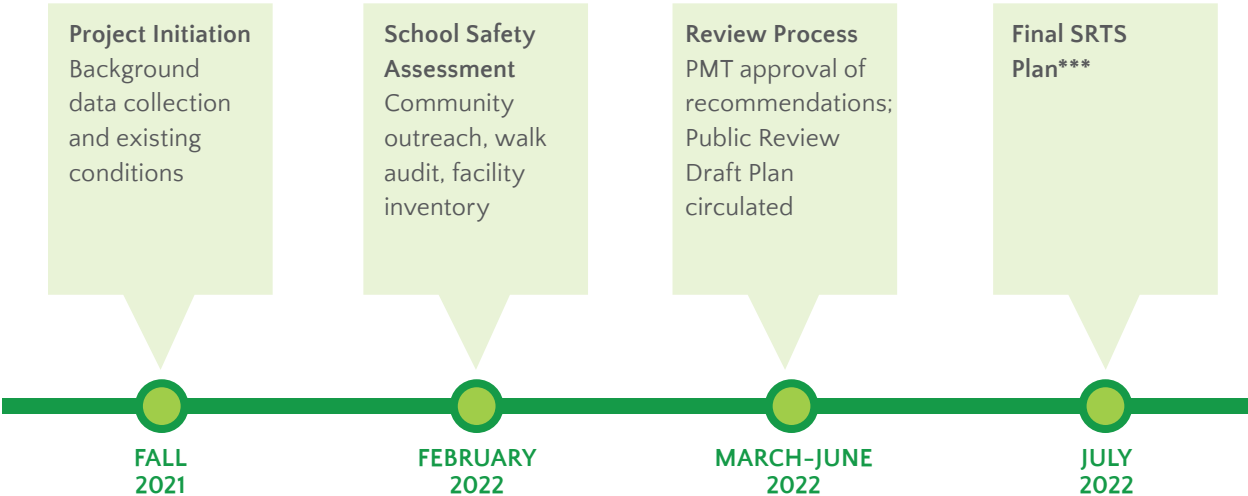 Project Initiation
Background
data collection
and existing
conditions
School Safety
Assessment
Community
outreach, walk
audit, facility
inventory
Review Process
PMT approval of
recommendations;
Public Review
Draft Plan
circulated
Final SRTS
Plan***
FALL
2021
FEBRUARY
2022
MARCH-JUNE
2022
JULY
2022